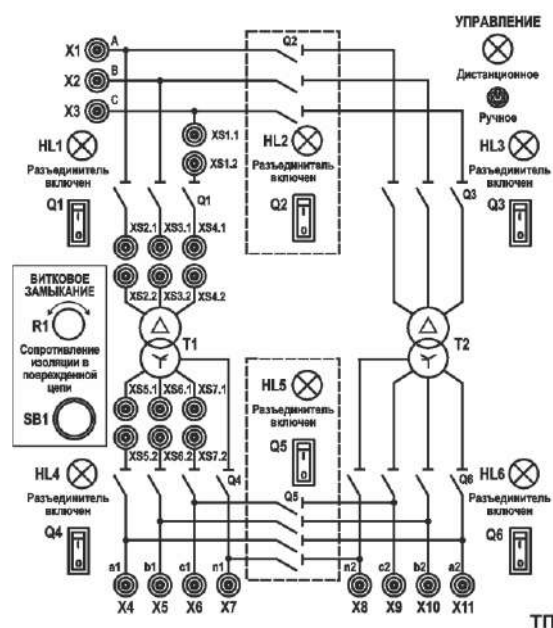 УПРАВЛЕНИЕ
Дистанционное
Ручное
X1 A
X2 B
X3 C
Q2
XS1.1
XS1.2
HL1
Разъединитель
включен
Q1
HL2
Разъединитель
включен
Q2
HL3
Разъединитель
включен
Q3
Q1
Q3
XS2.1 XS3.1 XS4.1
XS2.2 XS3.2 XS4.2
ВИТКОВОЕ
ЗАМЫКАНИЕ
R1
Сопротивление
изоляции в
поврежденной
цепи
SB1
T1
T2
XS5.1 XS6.1 XS7.1
XS5.2 XS6.2 XS7.2
HL5
Разъединитель
включен
Q5
HL4
Разъединитель
включен
Q4
Q4
Q5
Q6
HL6
Разъединитель
включен
Q6
a1 b1 c1 n1 n2 c2 b2 a2
X4 X5 X6 X7 X8 X9 X10 X11
ТП